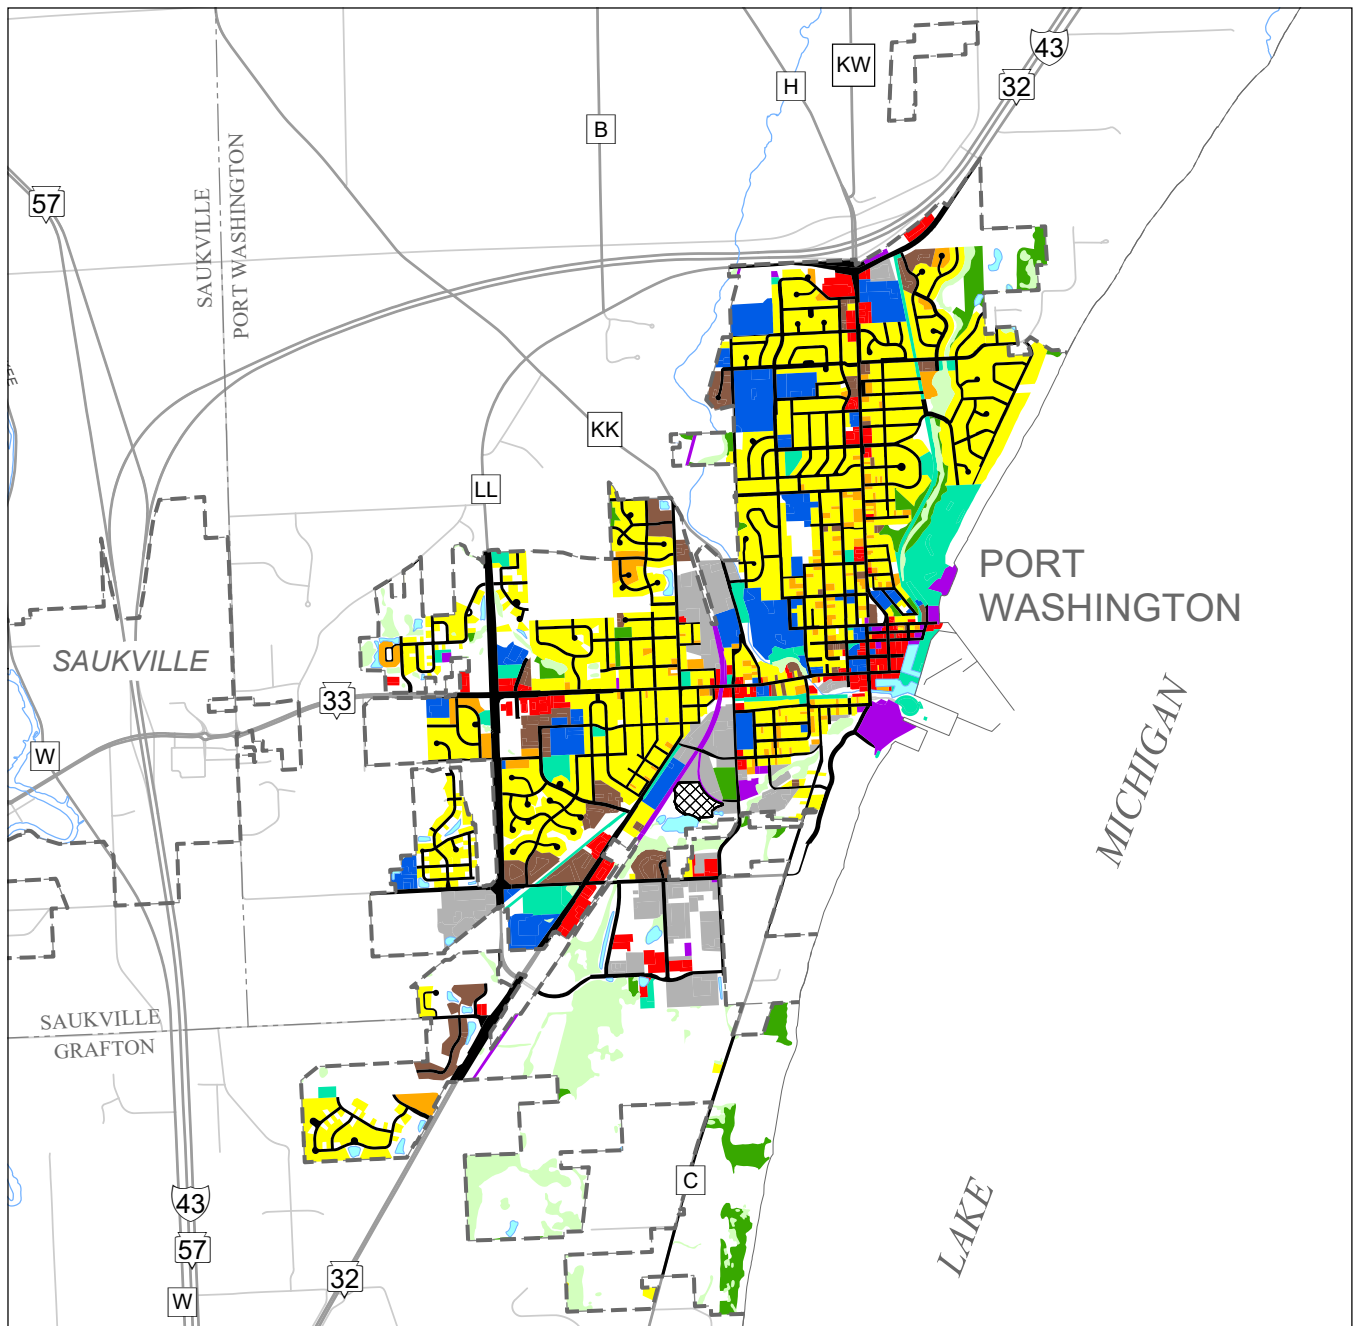 43
KW
H
32
B
57
SAUKVILLE
PORT WASHINGTON
KK
LL
PORT
WASHINGTON
SAUKVILLE
33
W
MICHIGAN
SAUKVILLE
GRAFTON
C
43
LAKE
57
32
W